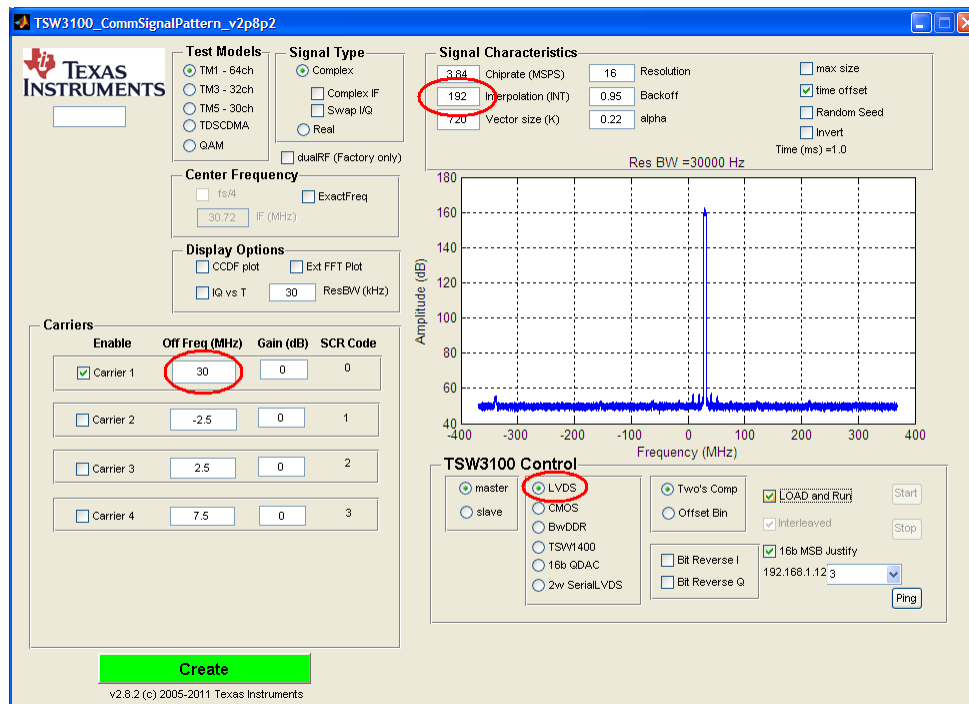 TSW3100_CommSignalPattern_v2p8p2
TEXAS
INSTRUMENTS
Test Models
TM1 - 64ch
TM3 - 32ch
TM5 - 30ch
TDSCDMA
QAM
Signal Type
Complex
Complex IF
Swap I/Q
Real
dualRF (Factory only)
Signal Characteristics
3.84 Chiprate (MSPS)
192 Interpolation (INT)
720 Vector size (K)
16 Resolution
0.95 Backoff
0.22 alpha
max size
time offset
Random Seed
Invert
Time (ms) =1.0
Center Frequency
fs/4
ExactFreq
30.72 IF (MHz)
Display Options
CCDF plot
Ext FFT Plot
IQ vs T
30 ResBW (kHz)
Res BW =30000 Hz
Amplitude (dB)
180
160
140
120
100
80
60
40
-400 -300 -200 -100 0 100 200 300 400
Frequency (MHz)
Carriers
Enable Off Freq (MHz) Gain (dB) SCR Code
Carrier 1 30 0 0
Carrier 2 -2.5 0 1
Carrier 3 2.5 0 2
Carrier 4 7.5 0 3
TSW3100 Control
master
slave
LVDS
CMOS
BwDDR
TSW1400
16b QDAC
2w SerialLVDS
Two's Comp
Offset Bin
Bit Reverse I
Bit Reverse Q
LOAD and Run
Interleaved
16b MSB Justify
192.168.1.12 3
Start
Stop
Ping
Create
v2.8.2 (c) 2005-2011 Texas Instruments